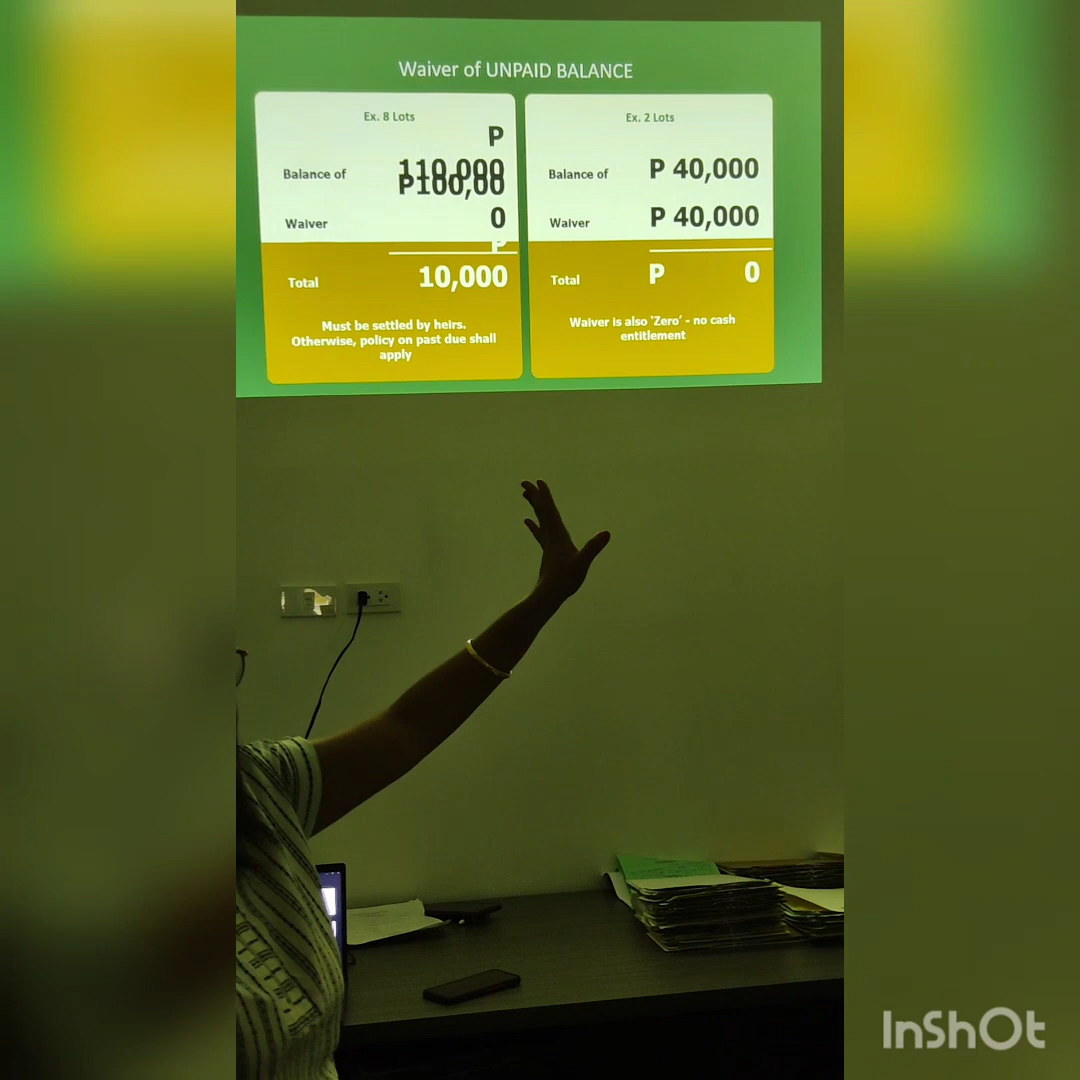 Waiver of UNPAID BALANCE
Ex. 8 Lots
P
Balance of 110,000
P100,00
Waiver 0
P
Total 10,000
Must be settled by heirs.
Otherwise, policy on past due shall
apply
Ex. 2 Lots
Balance of P 40,000
Waiver P 40,000
Total P 0
Waiver is also 'Zero' - no cash
entitlement
InShOt